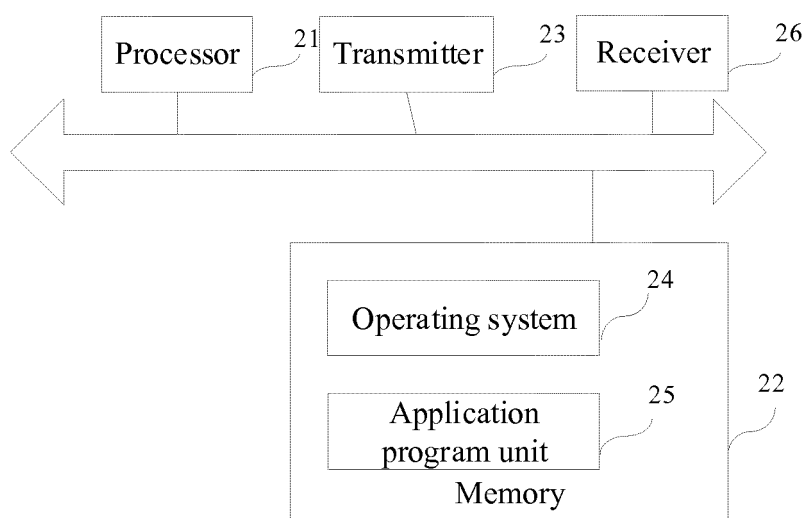 Processor
21
Transmitter
23
Receiver
26
Operating system
24
Application
program unit
25
22
Memory